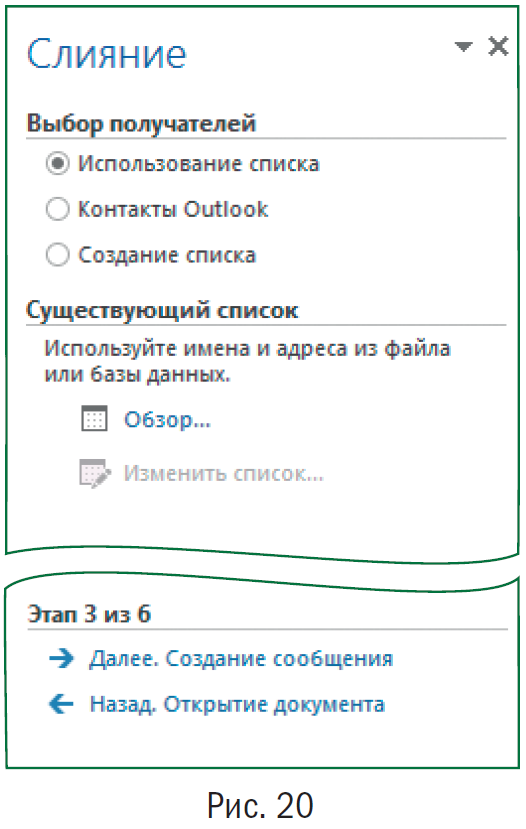 Слияние
Выбор получателей
Использование списка
Контакты Outlook
Создание списка
Существующий список
Используйте имена и адреса из файла
или базы данных.
Обзор...
Изменить список...
Этап 3 из 6
Далее. Создание сообщения
Назад. Открытие документа
Рис. 20